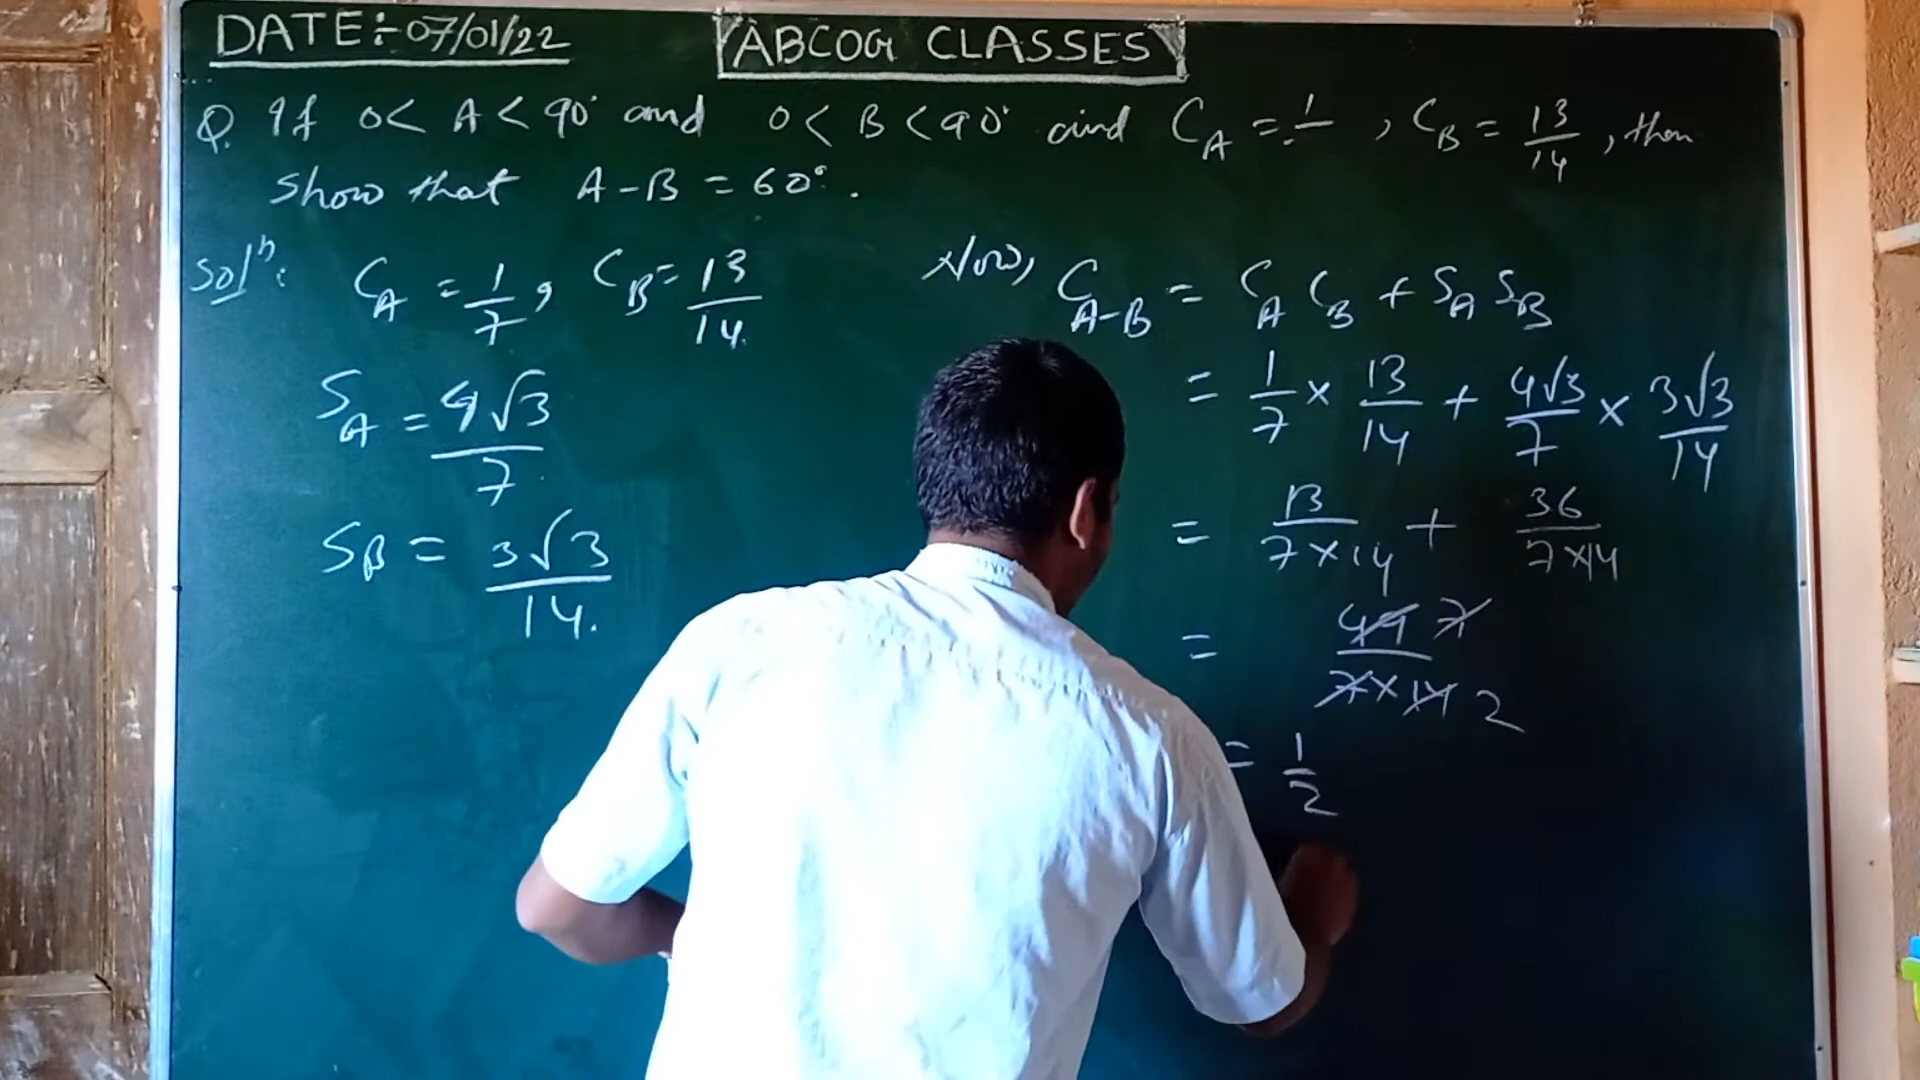 DATE:- 07/01/22
ABCOG CLASSES
Q. If 0 < A < 90° and 0 < B < 90° and C_A = 1/ , C_B = 13/14, then
show that A-B = 60°.
Solⁿ: C_A = 1/7, C_B = 13/14.
S_A = 4√3/7.
S_B = 3√3/14.
Now, C_A-B = C_A C_B + S_A S_B
= 1/7 × 13/14 + 4√3/7 × 3√3/14
= 13/7×14 + 36/7×14
= 49 7/7×14 2
= 1/2